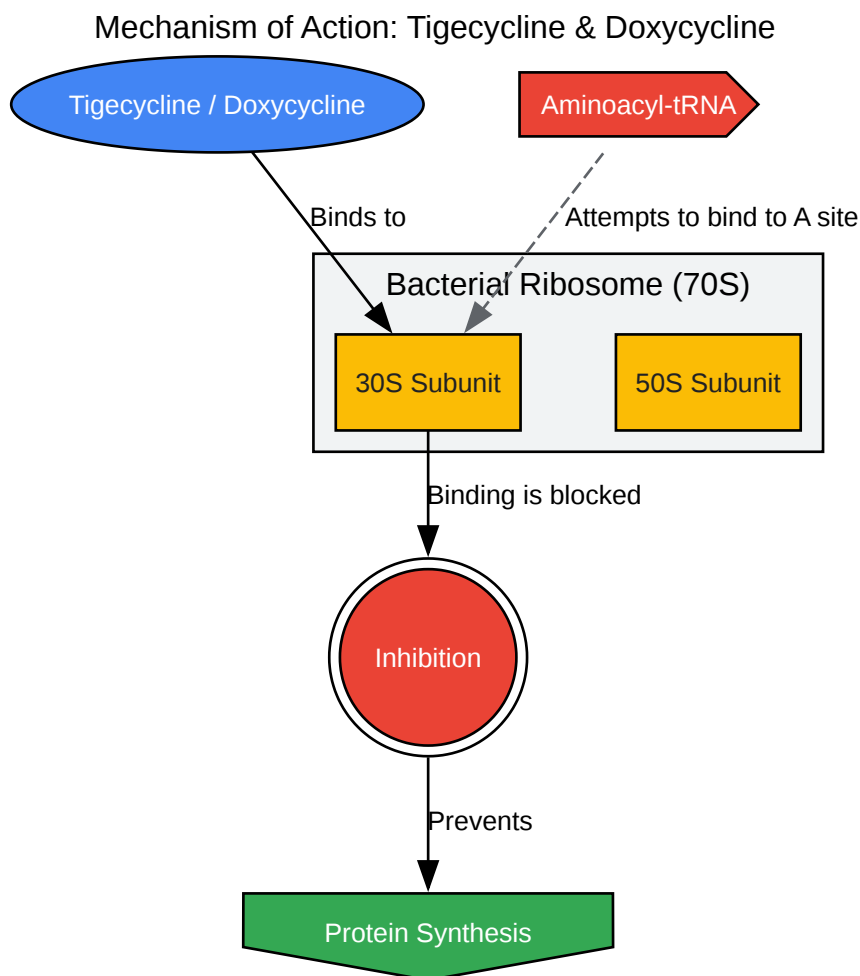 Mechanism of Action: Tigecycline & Doxycycline
Tigecycline / Doxycycline
Aminoacyl-tRNA
Binds to
Attempts to bind to A site
Bacterial Ribosome (70S)
30S Subunit
50S Subunit
Binding is blocked
Inhibition
Prevents
Protein Synthesis